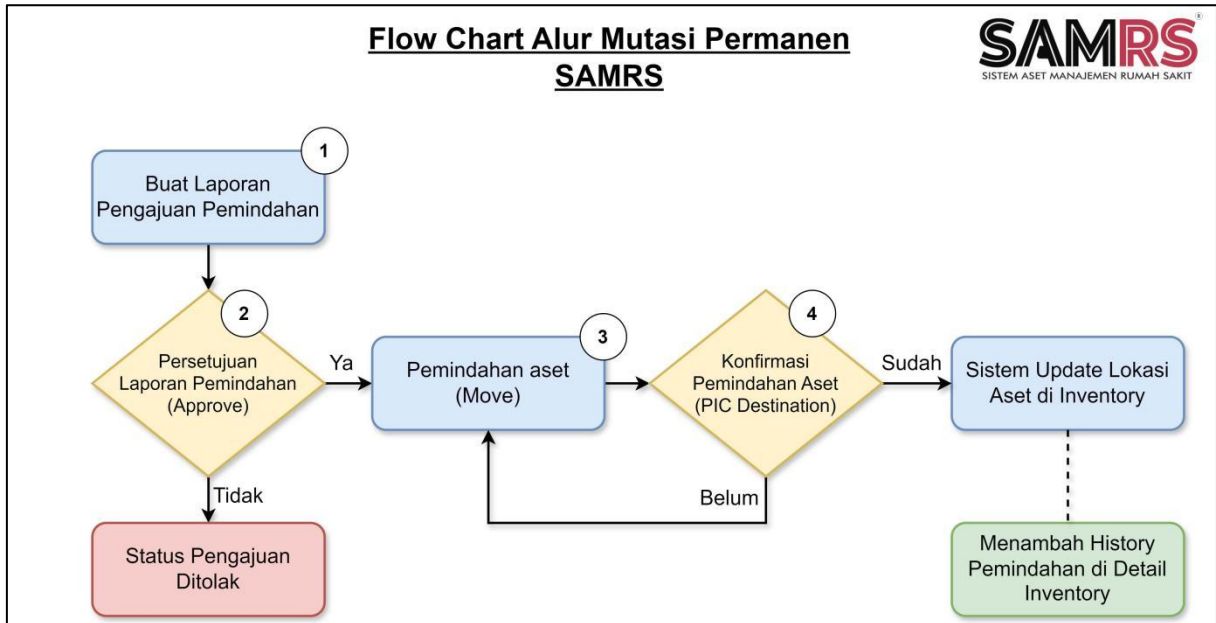 Flow Chart Alur Mutasi Permanen
SAMRS
SAMRS®
SISTEM ASET MANAJEMEN RUMAH SAKIT
1
Buat Laporan
Pengajuan Pemindahan
2
Persetujuan
Laporan Pemindahan
(Approve)
Ya
3
Pemindahan aset
(Move)
4
Konfirmasi
Pemindahan Aset
(PIC Destination)
Sudah
Sistem Update Lokasi
Aset di Inventory
Tidak
Belum
Status Pengajuan
Ditolak
Menambah History
Pemindahan di Detail
Inventory